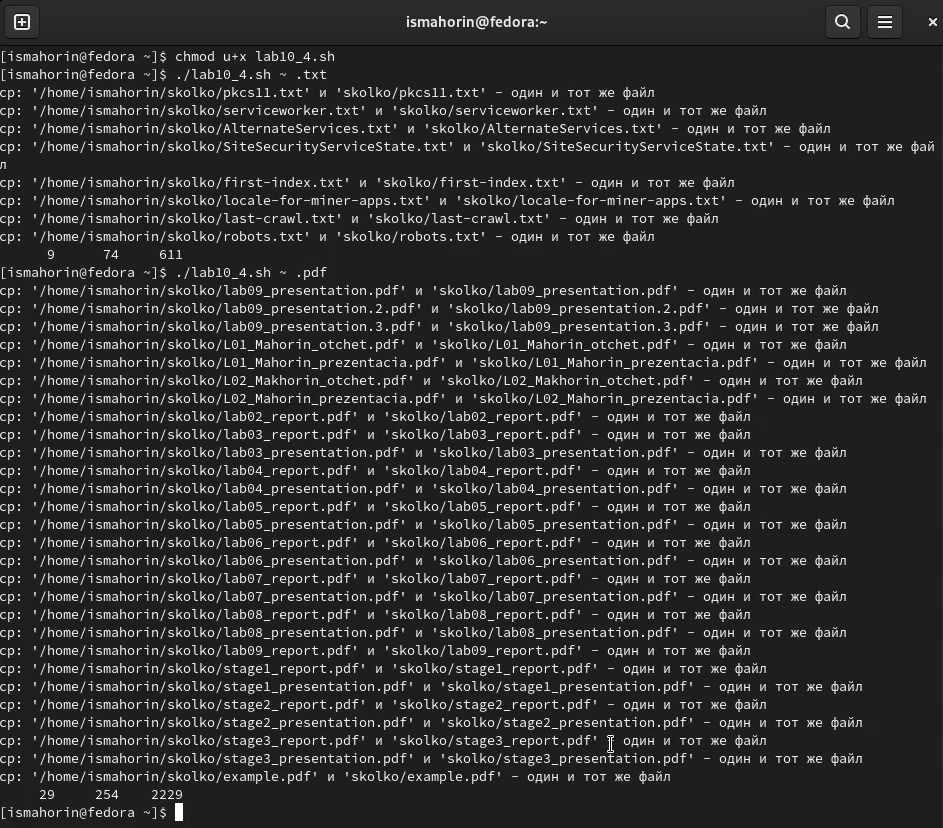 ismahorin@fedora:~
[ismahorin@fedora ~]$ chmod u+x lab10_4.sh
[ismahorin@fedora ~]$ ./lab10_4.sh ~ .txt
cp: '/home/ismahorin/skolko/pkcs11.txt' и 'skolko/pkcs11.txt' - один и тот же файл
cp: '/home/ismahorin/skolko/serviceworker.txt' и 'skolko/serviceworker.txt' - один и тот же файл
cp: '/home/ismahorin/skolko/AlternateServices.txt' и 'skolko/AlternateServices.txt' - один и тот же файл
cp: '/home/ismahorin/skolko/SiteSecurityServiceState.txt' и 'skolko/SiteSecurityServiceState.txt' - один и тот же фай
л
cp: '/home/ismahorin/skolko/first-index.txt' и 'skolko/first-index.txt' - один и тот же файл
cp: '/home/ismahorin/skolko/locale-for-miner-apps.txt' и 'skolko/locale-for-miner-apps.txt' - один и тот же файл
cp: '/home/ismahorin/skolko/last-crawl.txt' и 'skolko/last-crawl.txt' - один и тот же файл
cp: '/home/ismahorin/skolko/robots.txt' и 'skolko/robots.txt' - один и тот же файл
9 74 611
[ismahorin@fedora ~]$ ./lab10_4.sh ~ .pdf
cp: '/home/ismahorin/skolko/lab09_presentation.pdf' и 'skolko/lab09_presentation.pdf' - один и тот же файл
cp: '/home/ismahorin/skolko/lab09_presentation.2.pdf' и 'skolko/lab09_presentation.2.pdf' - один и тот же файл
cp: '/home/ismahorin/skolko/lab09_presentation.3.pdf' и 'skolko/lab09_presentation.3.pdf' - один и тот же файл
cp: '/home/ismahorin/skolko/L01_Mahorin_otchet.pdf' и 'skolko/L01_Mahorin_otchet.pdf' - один и тот же файл
cp: '/home/ismahorin/skolko/L01_Mahorin_prezentacia.pdf' и 'skolko/L01_Mahorin_prezentacia.pdf' - один и тот же файл
cp: '/home/ismahorin/skolko/L02_Makhorin_otchet.pdf' и 'skolko/L02_Makhorin_otchet.pdf' - один и тот же файл
cp: '/home/ismahorin/skolko/L02_Mahorin_prezentacia.pdf' и 'skolko/L02_Mahorin_prezentacia.pdf' - один и тот же файл
cp: '/home/ismahorin/skolko/lab02_report.pdf' и 'skolko/lab02_report.pdf' - один и тот же файл
cp: '/home/ismahorin/skolko/lab03_report.pdf' и 'skolko/lab03_report.pdf' - один и тот же файл
cp: '/home/ismahorin/skolko/lab03_presentation.pdf' и 'skolko/lab03_presentation.pdf' - один и тот же файл
cp: '/home/ismahorin/skolko/lab04_report.pdf' и 'skolko/lab04_report.pdf' - один и тот же файл
cp: '/home/ismahorin/skolko/lab04_presentation.pdf' и 'skolko/lab04_presentation.pdf' - один и тот же файл
cp: '/home/ismahorin/skolko/lab05_report.pdf' и 'skolko/lab05_report.pdf' - один и тот же файл
cp: '/home/ismahorin/skolko/lab05_presentation.pdf' и 'skolko/lab05_presentation.pdf' - один и тот же файл
cp: '/home/ismahorin/skolko/lab06_report.pdf' и 'skolko/lab06_report.pdf' - один и тот же файл
cp: '/home/ismahorin/skolko/lab06_presentation.pdf' и 'skolko/lab06_presentation.pdf' - один и тот же файл
cp: '/home/ismahorin/skolko/lab07_report.pdf' и 'skolko/lab07_report.pdf' - один и тот же файл
cp: '/home/ismahorin/skolko/lab07_presentation.pdf' и 'skolko/lab07_presentation.pdf' - один и тот же файл
cp: '/home/ismahorin/skolko/lab08_report.pdf' и 'skolko/lab08_report.pdf' - один и тот же файл
cp: '/home/ismahorin/skolko/lab08_presentation.pdf' и 'skolko/lab08_presentation.pdf' - один и тот же файл
cp: '/home/ismahorin/skolko/lab09_report.pdf' и 'skolko/lab09_report.pdf' - один и тот же файл
cp: '/home/ismahorin/skolko/stage1_report.pdf' и 'skolko/stage1_report.pdf' - один и тот же файл
cp: '/home/ismahorin/skolko/stage1_presentation.pdf' и 'skolko/stage1_presentation.pdf' - один и тот же файл
cp: '/home/ismahorin/skolko/stage2_report.pdf' и 'skolko/stage2_report.pdf' - один и тот же файл
cp: '/home/ismahorin/skolko/stage2_presentation.pdf' и 'skolko/stage2_presentation.pdf' - один и тот же файл
cp: '/home/ismahorin/skolko/stage3_report.pdf' и 'skolko/stage3_report.pdf' - один и тот же файл
cp: '/home/ismahorin/skolko/stage3_presentation.pdf' и 'skolko/stage3_presentation.pdf' - один и тот же файл
cp: '/home/ismahorin/skolko/example.pdf' и 'skolko/example.pdf' - один и тот же файл
29 254 2229
[ismahorin@fedora ~]$